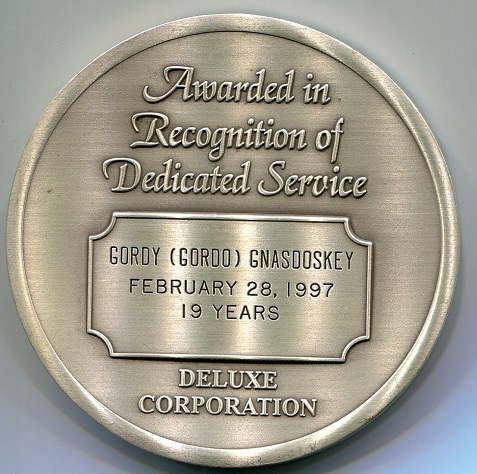 Awarded in
Recognition of
Dedicated Service
GORDY (GORDO) GNASDOSKEY
FEBRUARY 28, 1997
19 YEARS
DELUXE
CORPORATION